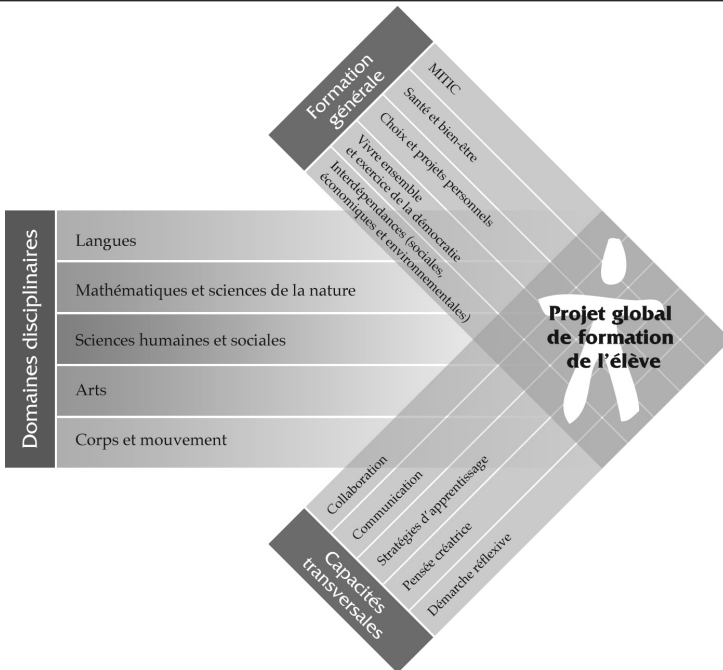 Formation
générale
MITIC
Santé et bien-être
Choix et projets personnels
Vivre ensemble
et exercice de la démocratie
Interdépendances (sociales,
économiques et environnementales)
Domaines disciplinaires
Langues
Mathématiques et sciences de la nature
Sciences humaines et sociales
Arts
Corps et mouvement
Projet global
de formation
de l'élève
Capacités
transversales
Collaboration
Communication
Stratégies d'apprentissage
Pensée créatrice
Démarche réflexive